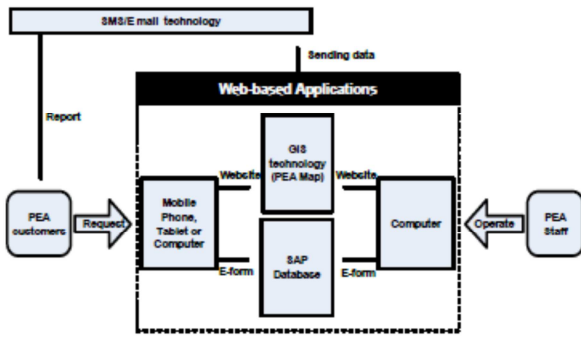 SMS/E mail technology
Sending data
Web-based Applications
Report
GIS
technology
(PEA Map)
Website
Website
PEA
customers
Request
Mobile
Phone,
Tablet or
Computer
Computer
Operate
PEA
Staff
SAP
Database
E-form
E-form